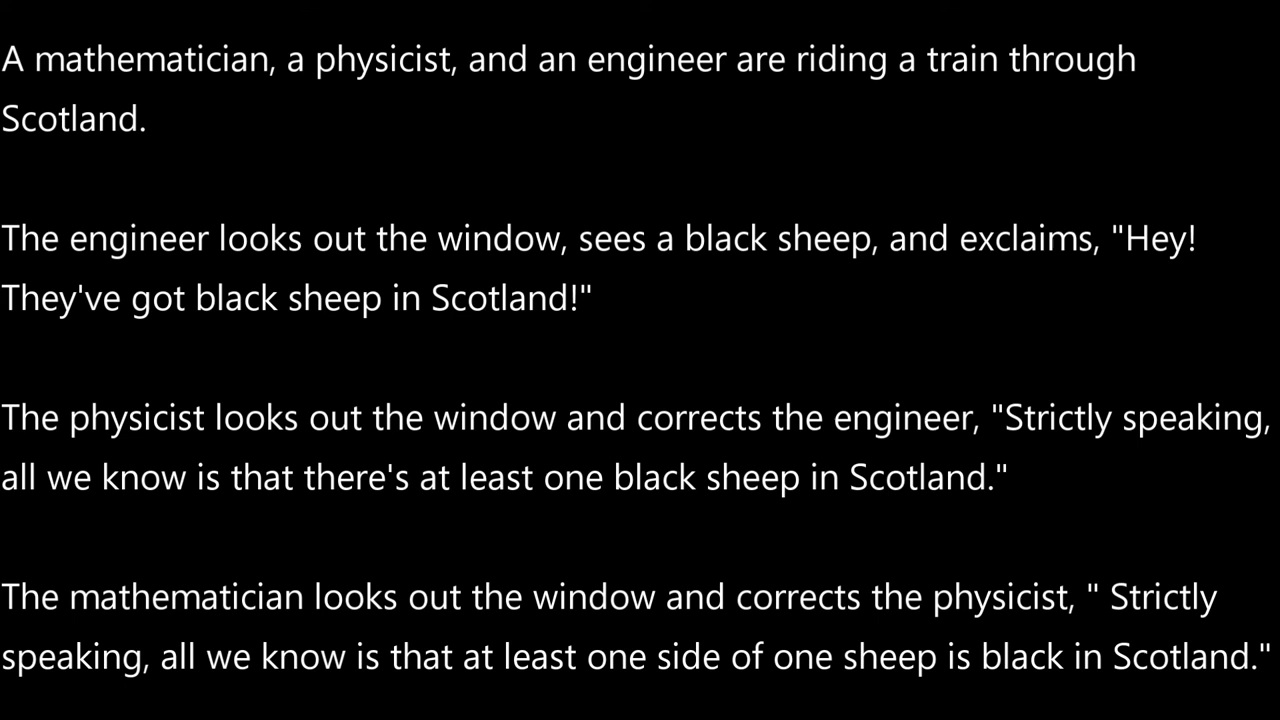 A mathematician, a physicist, and an engineer are riding a train through
Scotland.
The engineer looks out the window, sees a black sheep, and exclaims, "Hey!
They've got black sheep in Scotland!"
The physicist looks out the window and corrects the engineer, "Strictly speaking,
all we know is that there's at least one black sheep in Scotland."
The mathematician looks out the window and corrects the physicist, " Strictly
speaking, all we know is that at least one side of one sheep is black in Scotland."